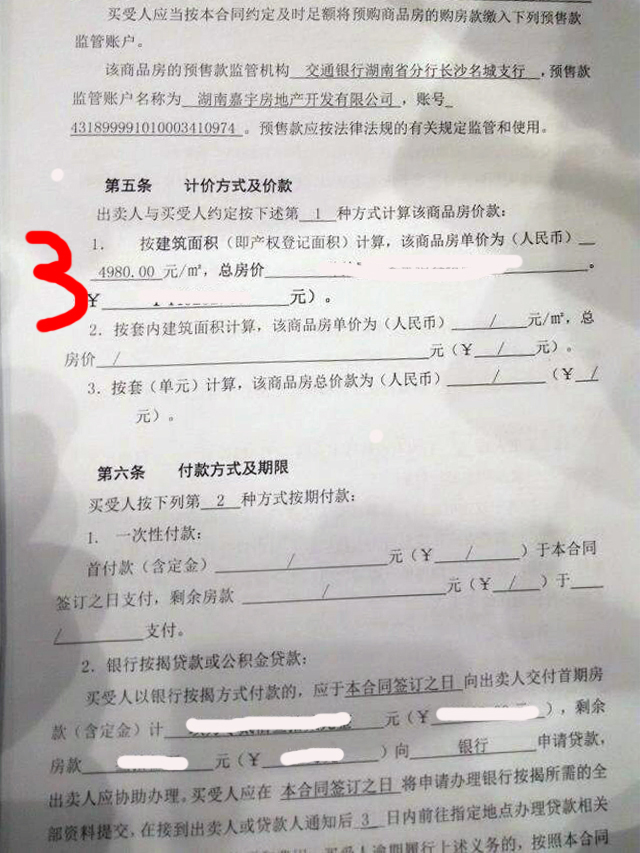 买受人应当按本合同约定及时足额将预购商品房的购房款缴入下列预售款
监管账户。
该商品房的预售款监管机构 交通银行湖南省分行长沙名城支行 ,预售款
监管账户名称为 湖南嘉宇房地产开发有限公司 ,账号
431899991010003410974 。预售款应按法律法规的有关规定监管和使用。
第五条 计价方式及价款
出卖人与买受人约定按下述第 1 种方式计算该商品房价款:
1. 按建筑面积(即产权登记面积)计算,该商品房单价为(人民币)
4980.00 元/㎡,总房价 。
¥ 元)。
3
2. 按套内建筑面积计算,该商品房单价为(人民币) / 元/㎡,总
房价 / 元(¥ / 元)。
3. 按套(单元)计算,该商品房总价款为(人民币) / (¥ /
元)。
第六条 付款方式及期限
买受人按下列第 2 种方式按期付款:
1. 一次性付款:
首付款(含定金) / 元(¥ / )于本合同
签订之日支付,剩余房款 / 元(¥ / )于
/ 支付。
2. 银行按揭贷款或公积金贷款:
买受人以银行按揭方式付款的,应于本合同签订之日向出卖人交付首期房
款(含定金)计 元(¥ ),剩余
房款 元(¥ )向 银行 申请贷款,
出卖人应协助办理。买受人应在 本合同签订之日 将申请办理银行按揭所需的全
部资料提交,在接到出卖人或贷款人通知后 3 日内前往指定地点办理贷款相关
买受人逾期履行上述义务的,按照本合同